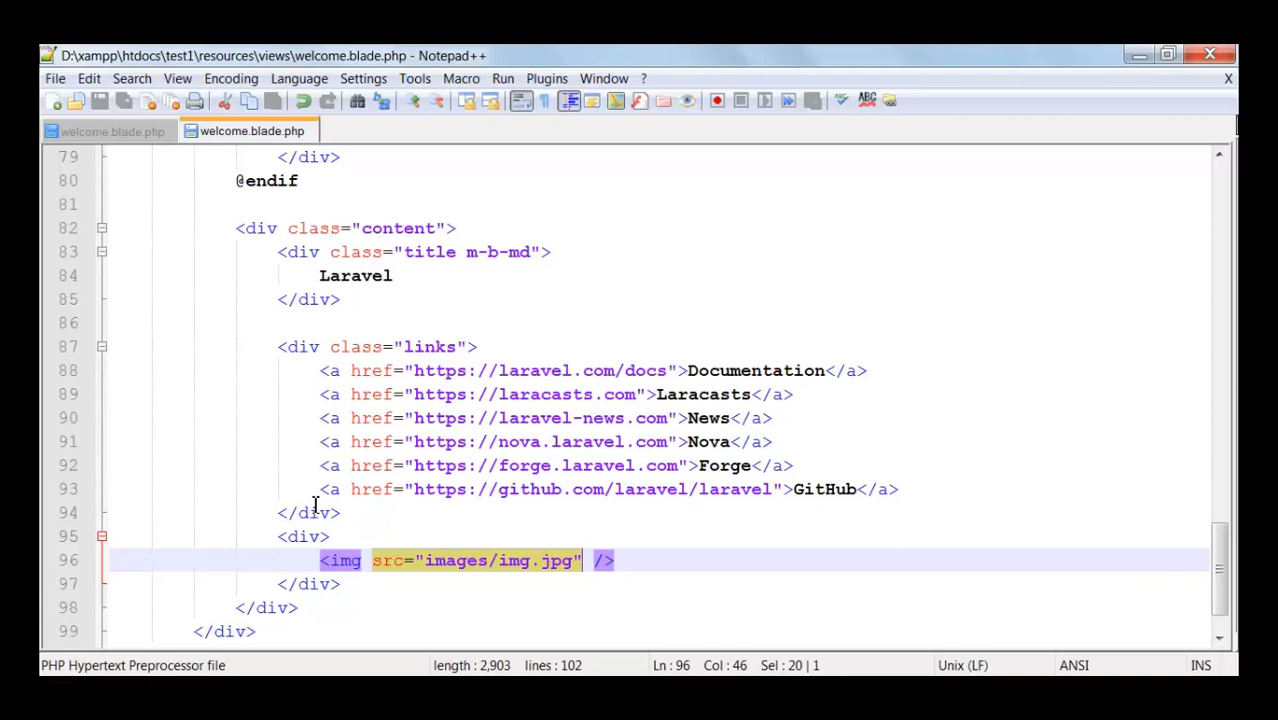 D:\xampp\htdocs\test1\resources\views\welcome.blade.php - Notepad++
File Edit Search View Encoding Language Settings Tools Macro Run Plugins Window ? X
welcome.blade.php welcome.blade.php
79 </div>
80 @endif
81
82 <div class="content">
83 <div class="title m-b-md">
84 Laravel
85 </div>
86
87 <div class="links">
88 <a href="https://laravel.com/docs">Documentation</a>
89 <a href="https://laracasts.com">Laracasts</a>
90 <a href="https://laravel-news.com">News</a>
91 <a href="https://nova.laravel.com">Nova</a>
92 <a href="https://forge.laravel.com">Forge</a>
93 <a href="https://github.com/laravel/laravel">GitHub</a>
94 </div>
95 <div>
96 <img src="images/img.jpg" />
97 </div>
98 </div>
99 </div>
PHP Hypertext Preprocessor file length : 2,903 lines : 102 Ln : 96 Col : 46 Sel : 20 | 1 Unix (LF) ANSI INS